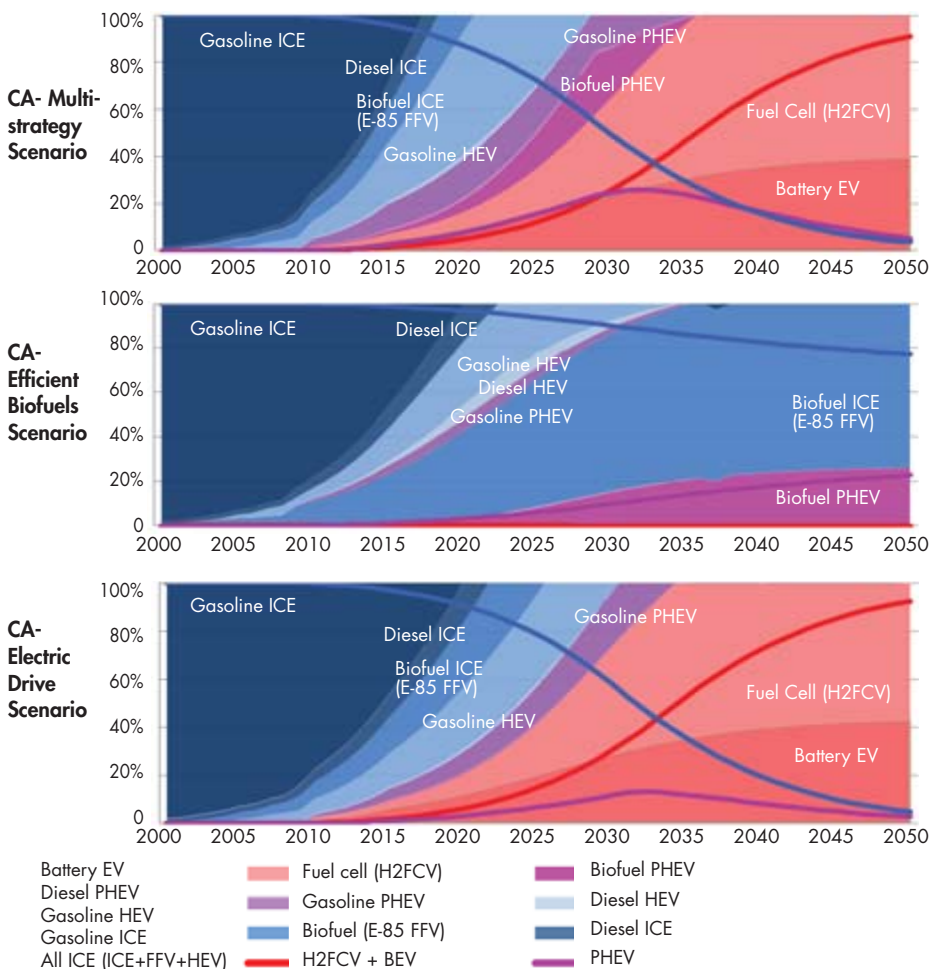 CA- Multi-
strategy
Scenario
100%
80%
60%
40%
20%
0
Gasoline ICE
Diesel ICE
Biofuel ICE
(E-85 FFV)
Gasoline HEV
Gasoline PHEV
Biofuel PHEV
Fuel Cell (H2FCV)
Battery EV
2000 2005 2010 2015 2020 2025 2030 2035 2040 2045 2050
CA-
Efficient
Biofuels
Scenario
100%
80%
60%
40%
20%
0
Gasoline ICE
Diesel ICE
Gasoline HEV
Diesel HEV
Gasoline PHEV
Biofuel ICE
(E-85 FFV)
Biofuel PHEV
2000 2005 2010 2015 2020 2025 2030 2035 2040 2045 2050
CA-
Electric
Drive
Scenario
100%
80%
60%
40%
20%
0
Gasoline ICE
Diesel ICE
Biofuel ICE
(E-85 FFV)
Gasoline HEV
Gasoline PHEV
Fuel Cell (H2FCV)
Battery EV
2000 2005 2010 2015 2020 2025 2030 2035 2040 2045 2050
Battery EV
Diesel PHEV
Gasoline HEV
Gasoline ICE
All ICE (ICE+FFV+HEV)
Fuel cell (H2FCV)
Gasoline PHEV
Biofuel (E-85 FFV)
H2FCV + BEV
Biofuel PHEV
Diesel HEV
Diesel ICE
PHEV